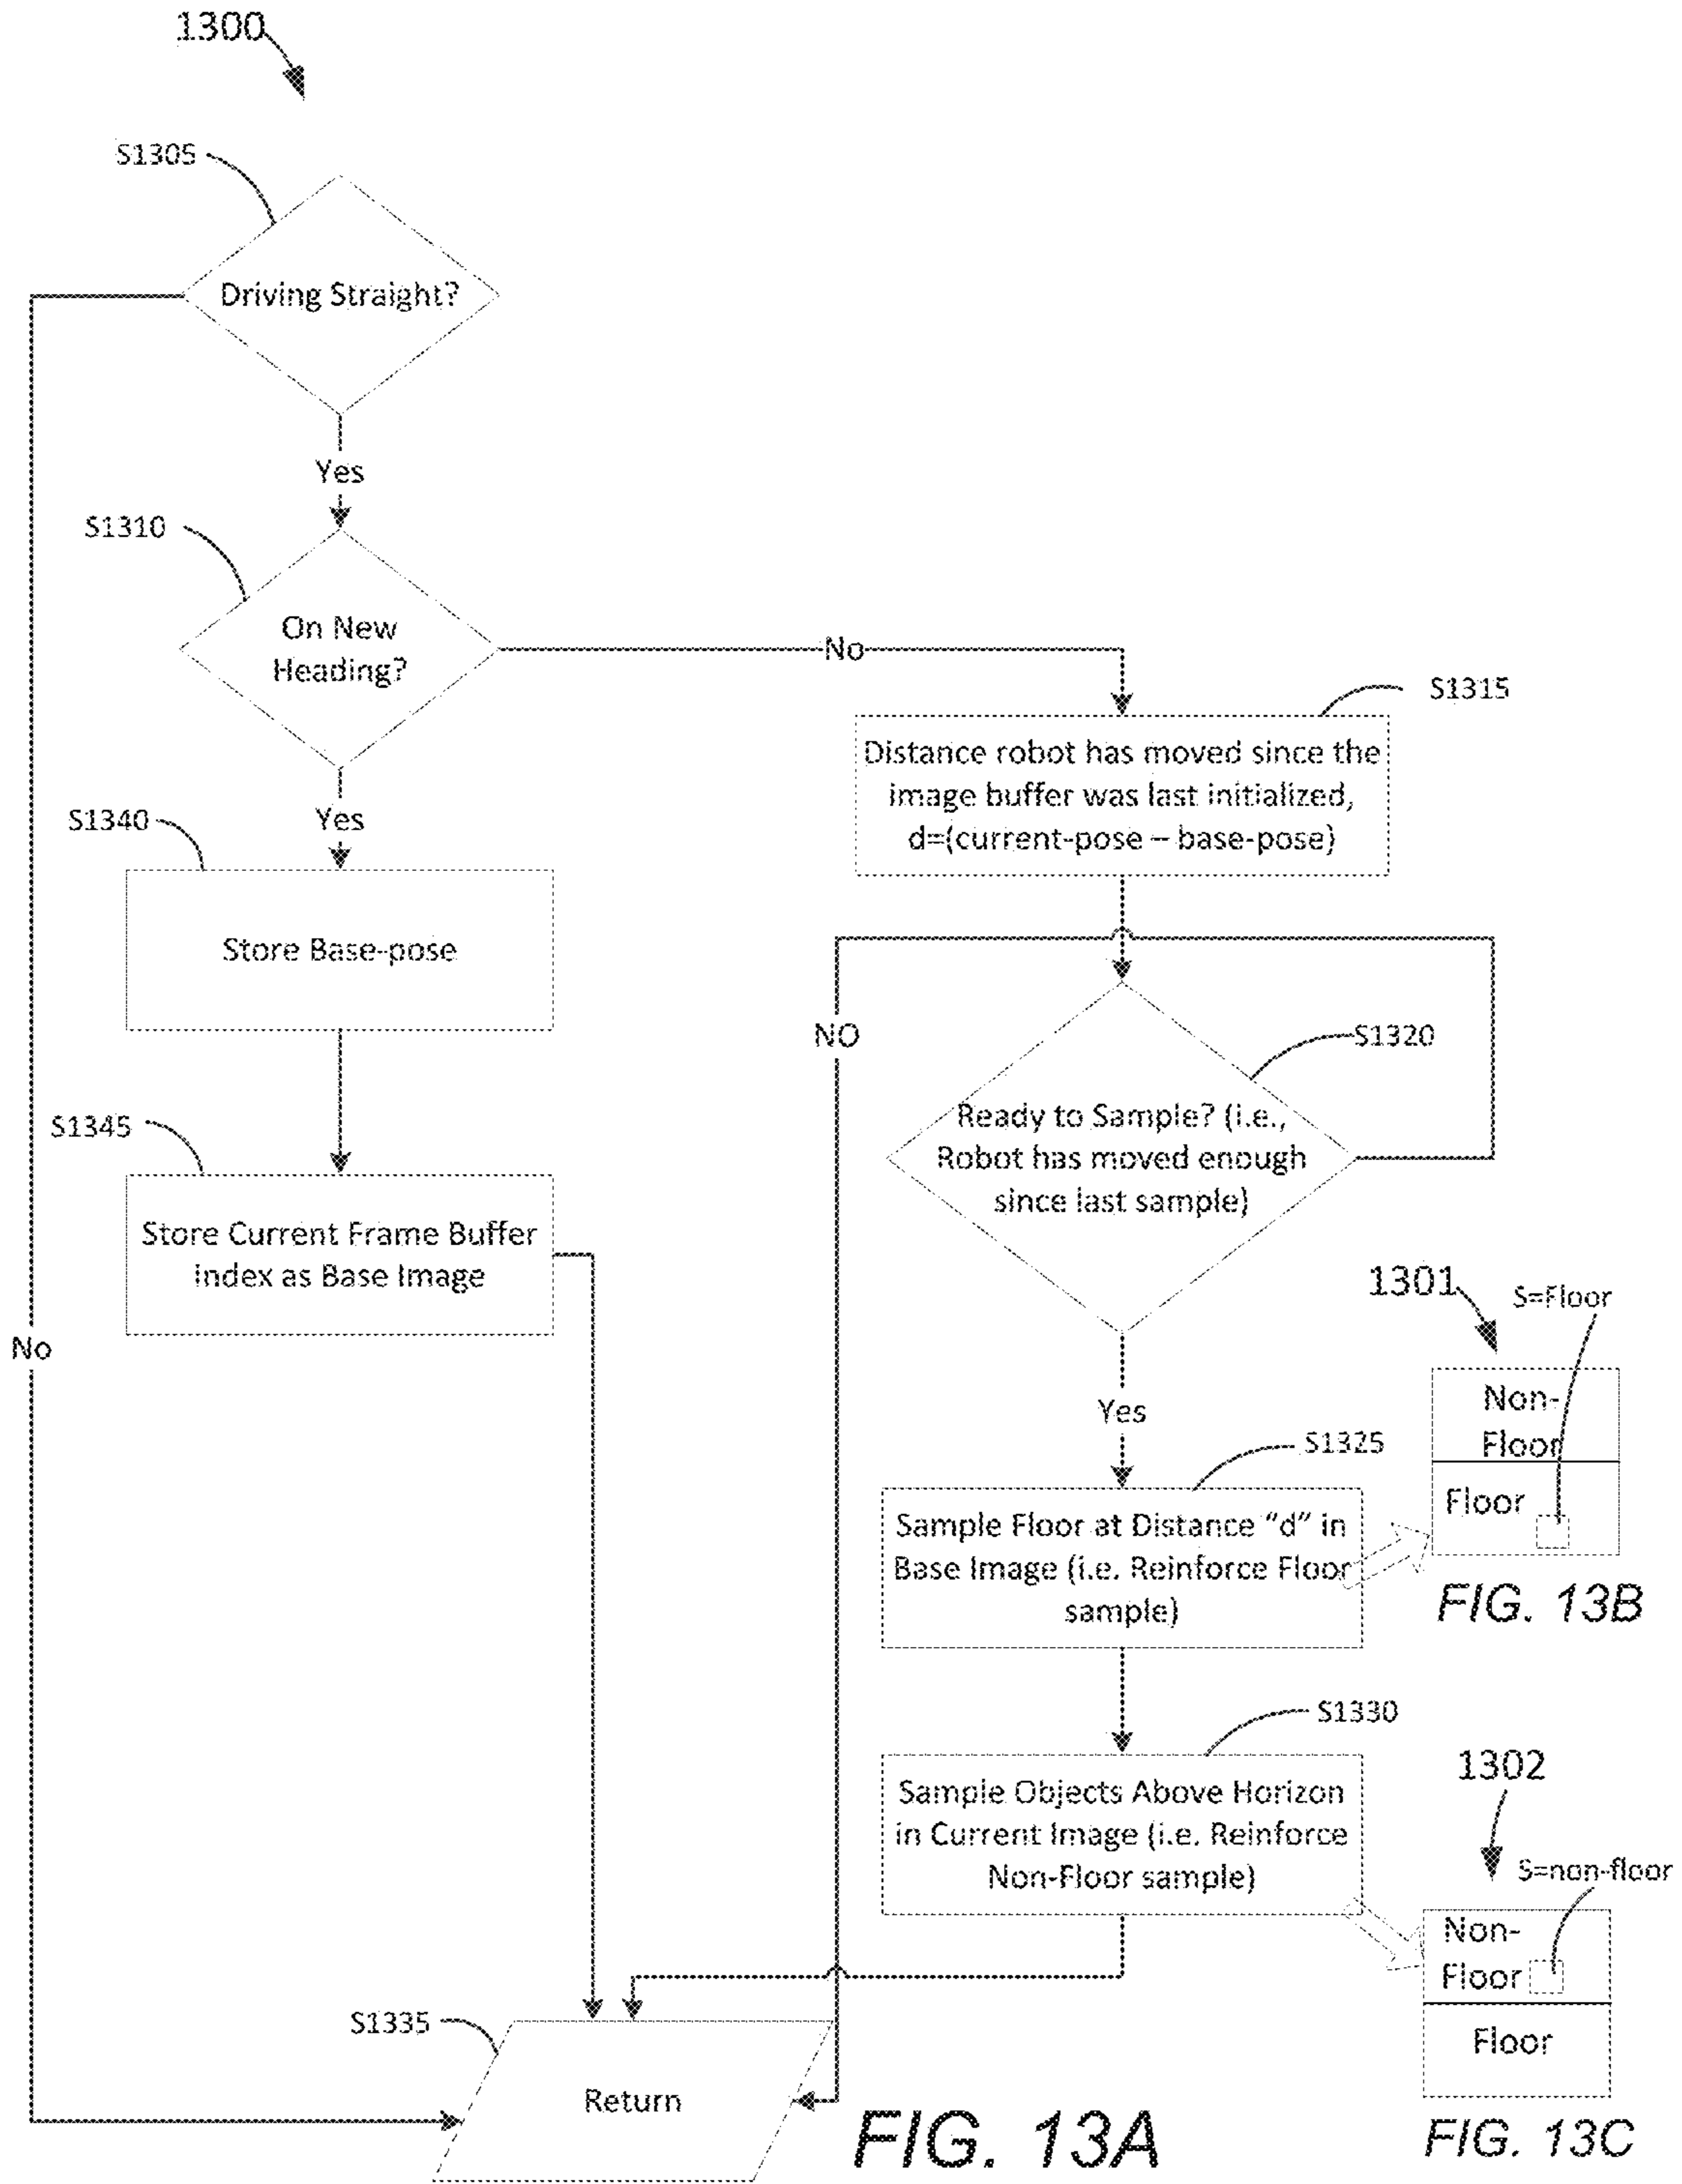 1300
S1305
Driving Straight?
Yes
S1310
On New
Heading?
No
S1315
Distance robot has moved since the
image buffer was last initialized,
d=(current-pose – base-pose)
Yes
S1340
Store Base-pose
NO
S1320
Ready to Sample? (i.e.,
Robot has moved enough
since last sample)
S1345
Store Current Frame Buffer
index as Base Image
No
1301
S=Floor
Non-
Floor
Floor
FIG. 13B
Yes
S1325
Sample Floor at Distance "d" in
Base Image (i.e. Reinforce Floor
sample)
S1330
Sample Objects Above Horizon
in Current Image (i.e. Reinforce
Non-Floor sample)
1302
S=non-floor
Non-
Floor
Floor
FIG. 13C
S1335
Return
FIG. 13A